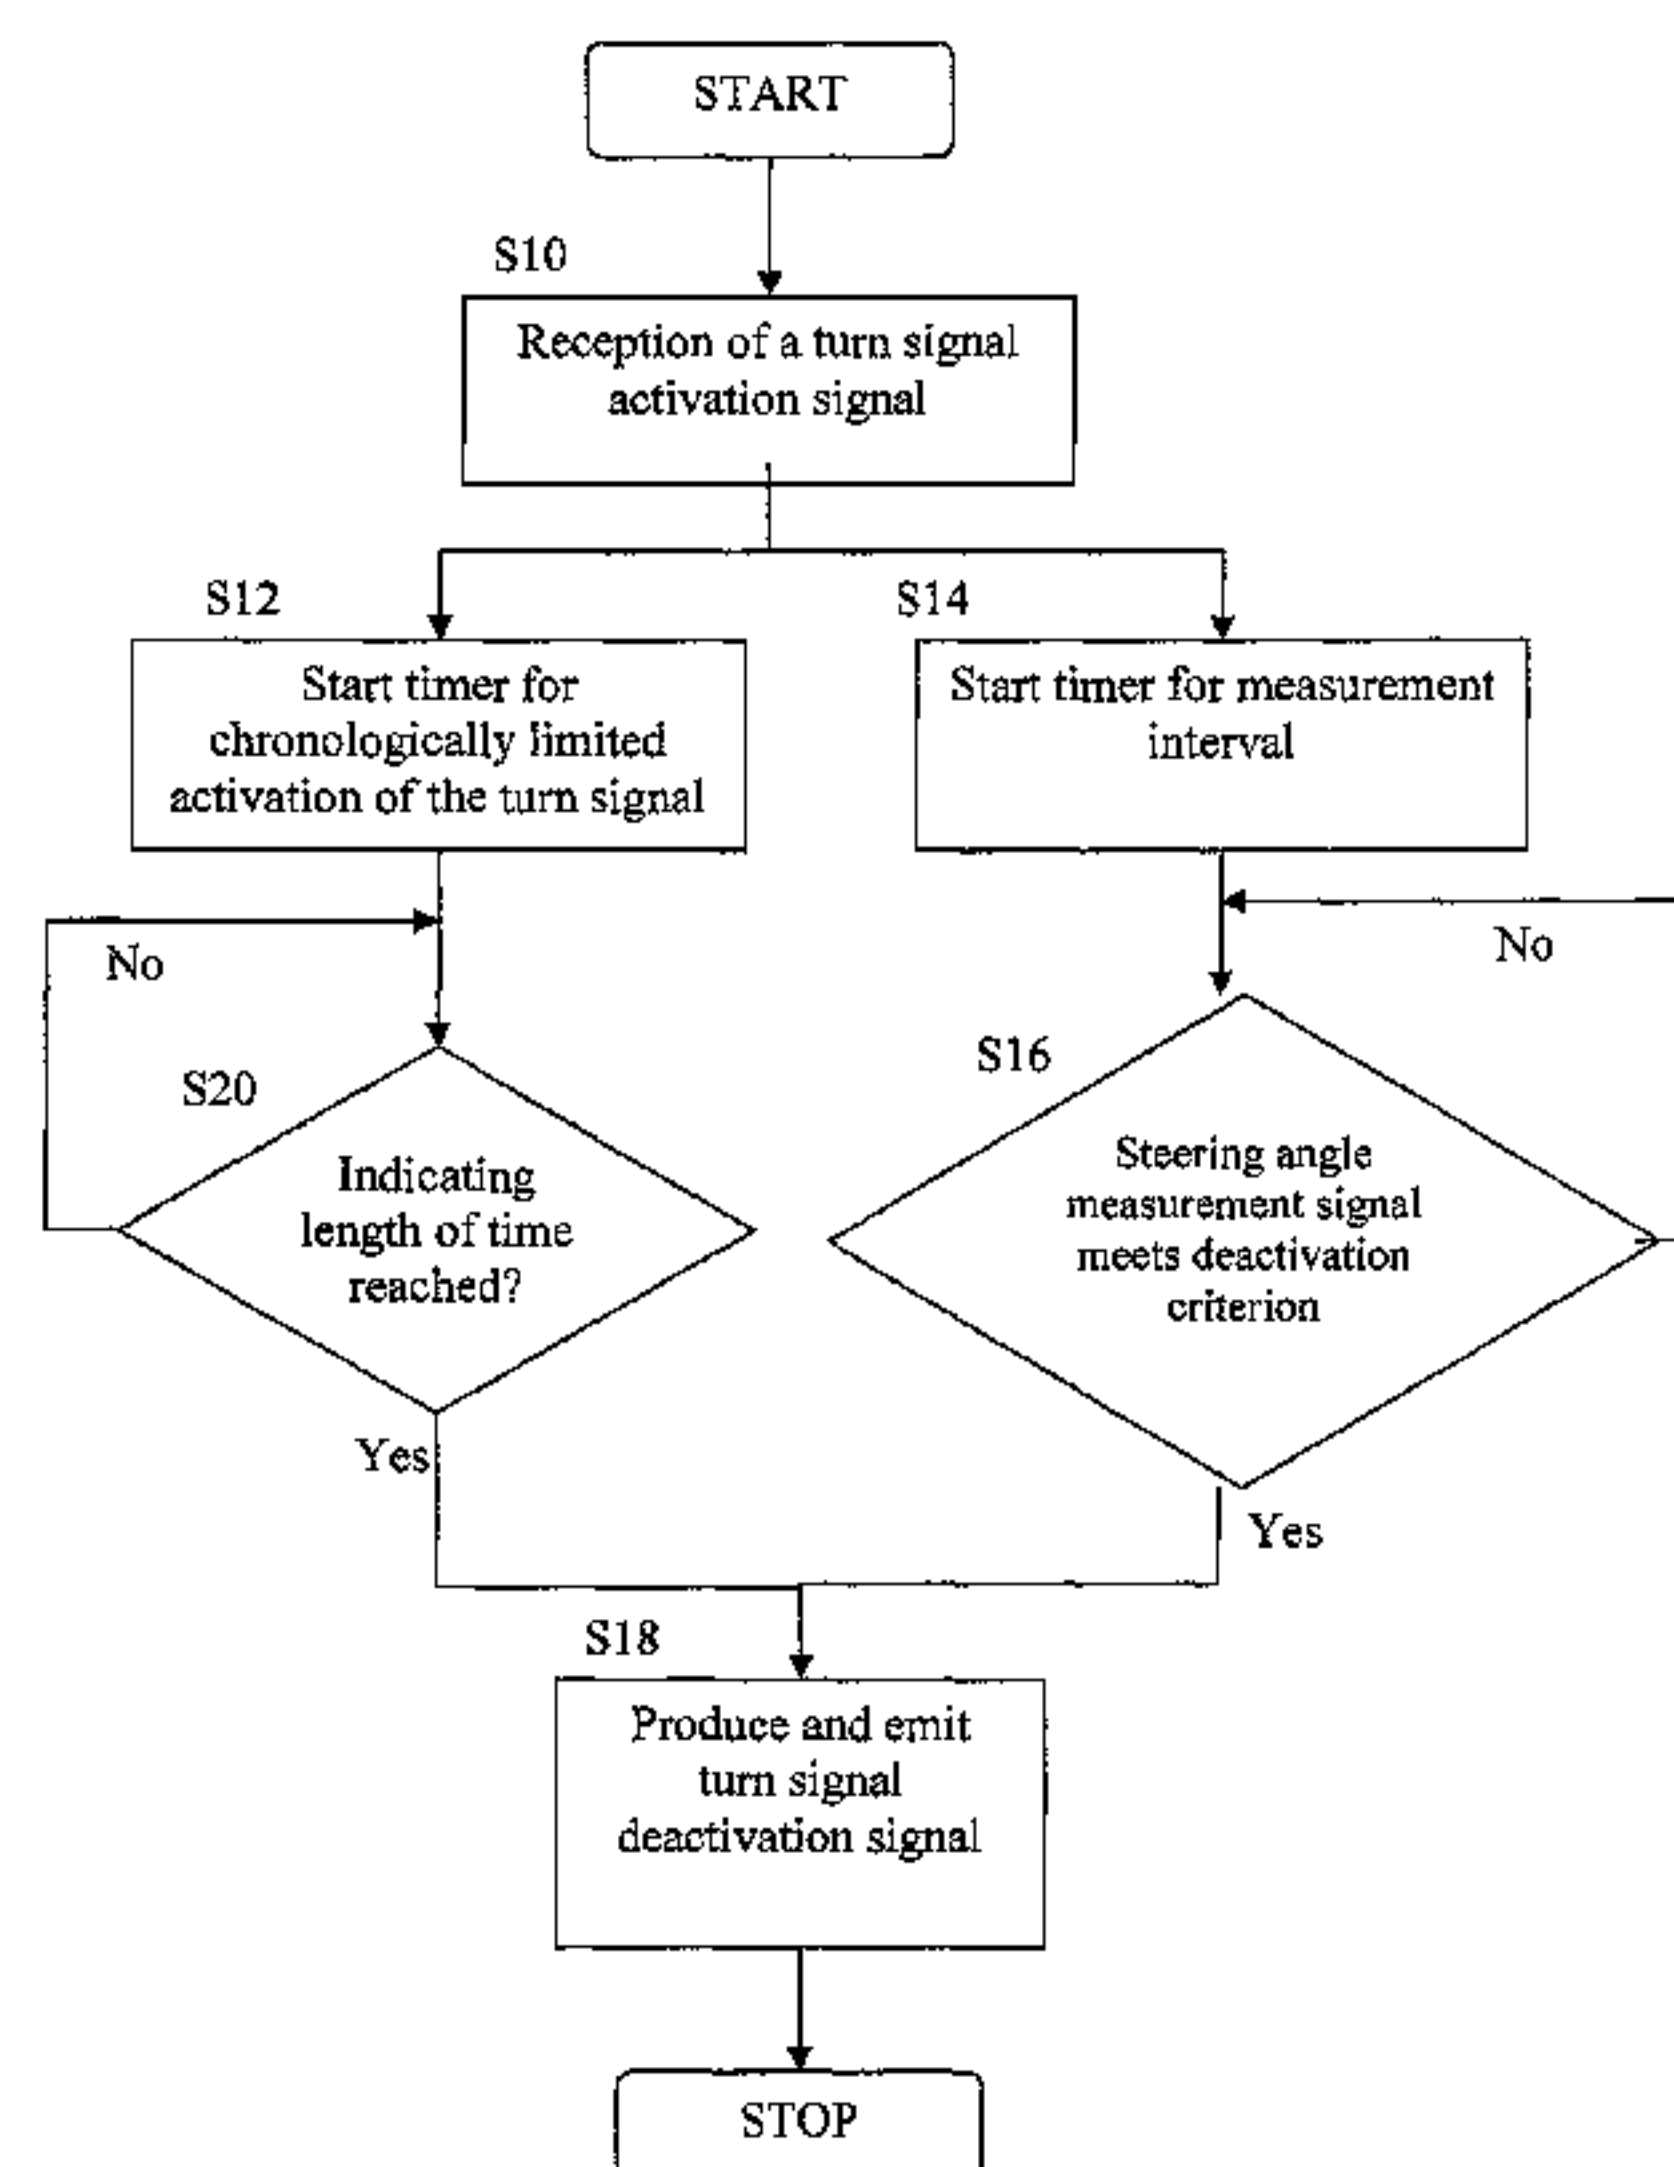 START
S10
Reception of a turn signal
activation signal
S12
Start timer for
chronologically limited
activation of the turn signal
S14
Start timer for measurement
interval
No
No
S20
Indicating
length of time
reached?
S16
Steering angle
measurement signal
meets deactivation
criterion
Yes
Yes
S18
Produce and emit
turn signal
deactivation signal
STOP